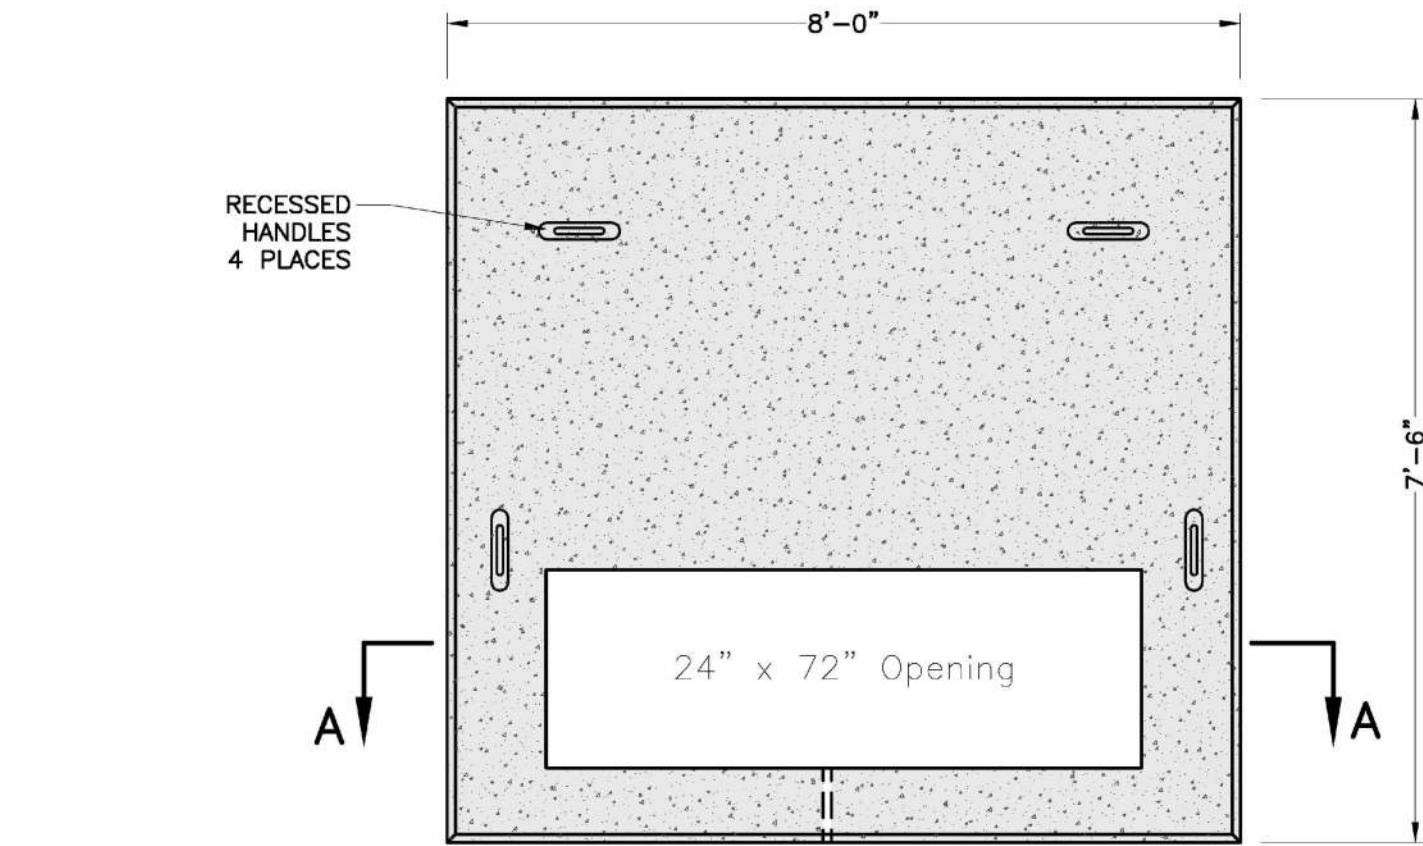 8'-0"
RECESSED
HANDLES
4 PLACES
7'-6"
24" x 72" Opening
A
A